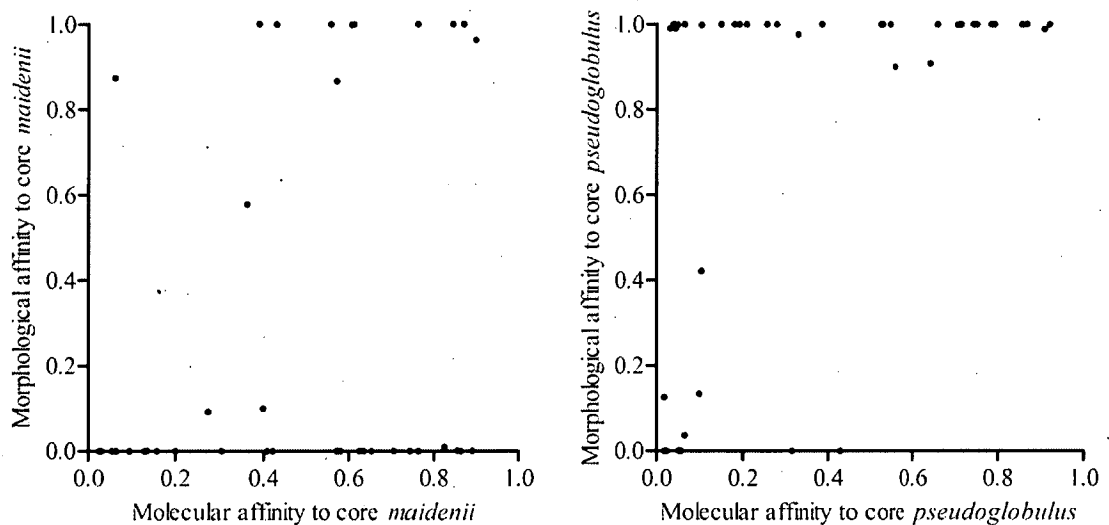 Morphological affinity to core maidenii
1.0
0.8
0.6
0.4
0.2
0.0
0.0 0.2 0.4 0.6 0.8 1.0
Molecular affinity to core maidenii
Morphological affinity to core pseudoglobulus
1.0
0.8
0.6
0.4
0.2
0.0
0.0 0.2 0.4 0.6 0.8 1.0
Molecular affinity to core pseudoglobulus